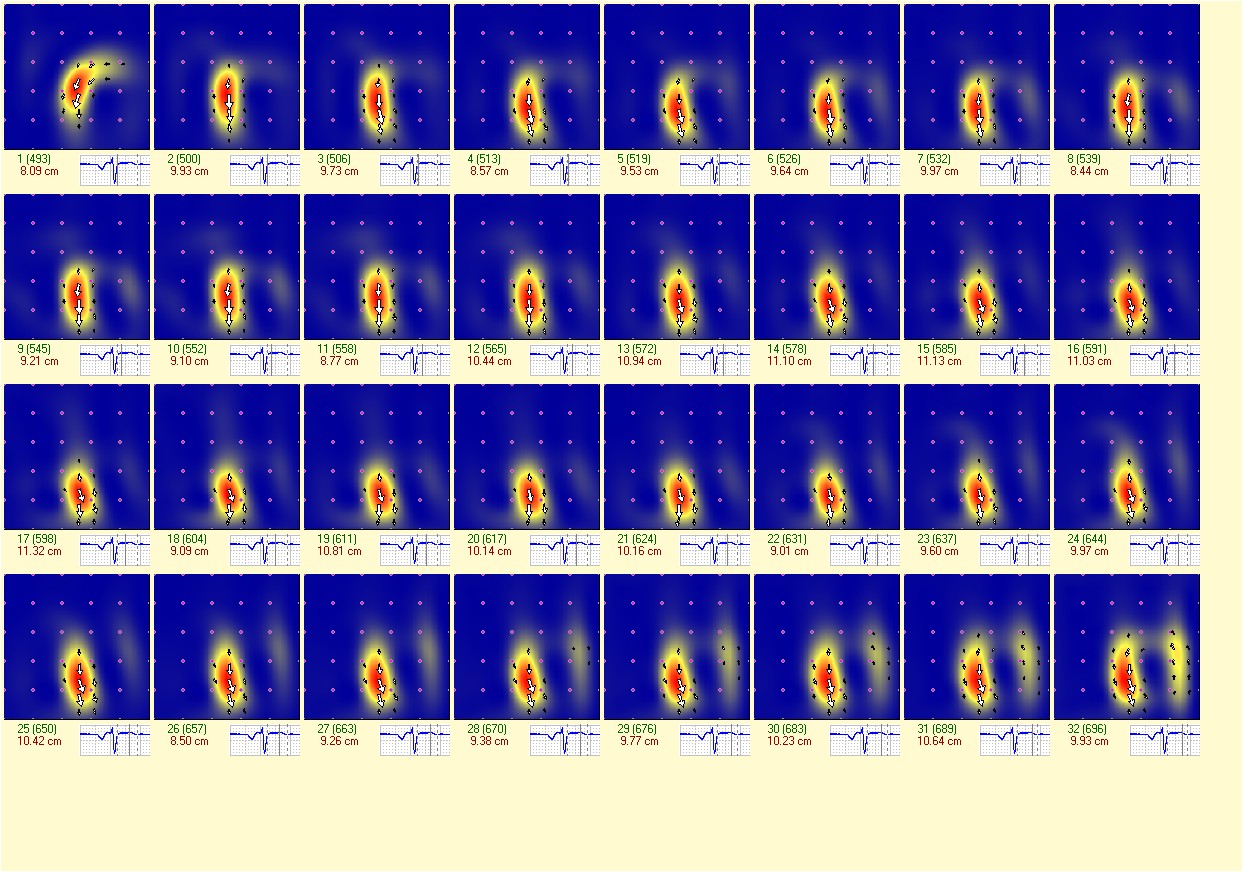 1 (493) 2 (500) 3 (506) 4 (513) 5 (519) 6 (526) 7 (532) 8 (539)
8.09 cm 9.93 cm 9.73 cm 8.57 cm 9.53 cm 9.64 cm 9.97 cm 8.44 cm
9 (545) 10 (552) 11 (558) 12 (565) 13 (572) 14 (578) 15 (585) 16 (591)
9.21 cm 9.10 cm 8.77 cm 10.44 cm 10.94 cm 11.10 cm 11.13 cm 11.03 cm
17 (598) 18 (604) 19 (611) 20 (617) 21 (624) 22 (631) 23 (637) 24 (644)
11.32 cm 9.09 cm 10.81 cm 10.14 cm 10.16 cm 9.01 cm 9.60 cm 9.97 cm
25 (650) 26 (657) 27 (663) 28 (670) 29 (676) 30 (683) 31 (689) 32 (696)
10.42 cm 8.50 cm 9.26 cm 9.38 cm 9.77 cm 10.23 cm 10.64 cm 9.93 cm